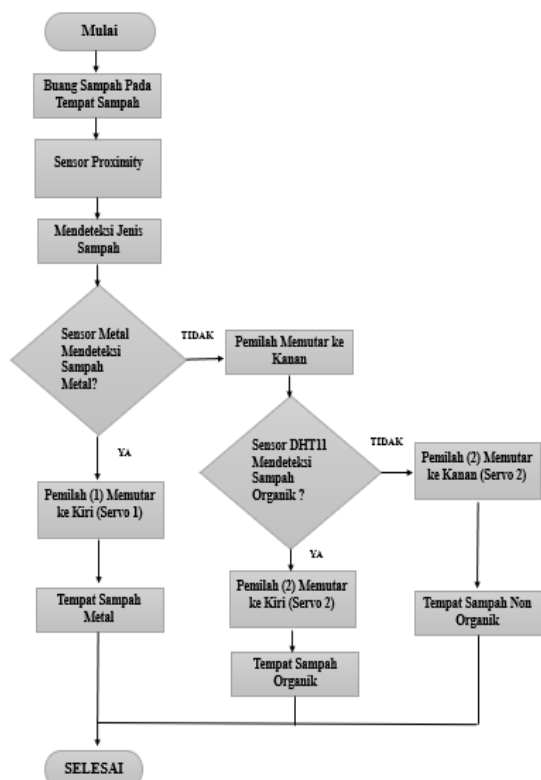 Mulai
Buang Sampah Pada
Tempat Sampah
Sensor Proximity
Mendeteksi Jenis
Sampah
Sensor Metal
Mendeteksi
Sampah
Metal?
TIDAK
Pemilah Memutar ke
Kanan
YA
Sensor DHT11
Mendeteksi
Sampah
Organik ?
TIDAK
Pemilah (2) Memutar
ke Kanan (Servo 2)
Pemilah (1) Memutar
ke Kiri (Servo 1)
YA
Pemilah (2) Memutar
ke Kiri (Servo 2)
Tempat Sampah
Metal
Tempat Sampah Non
Organik
Tempat Sampah
Organik
SELESAI